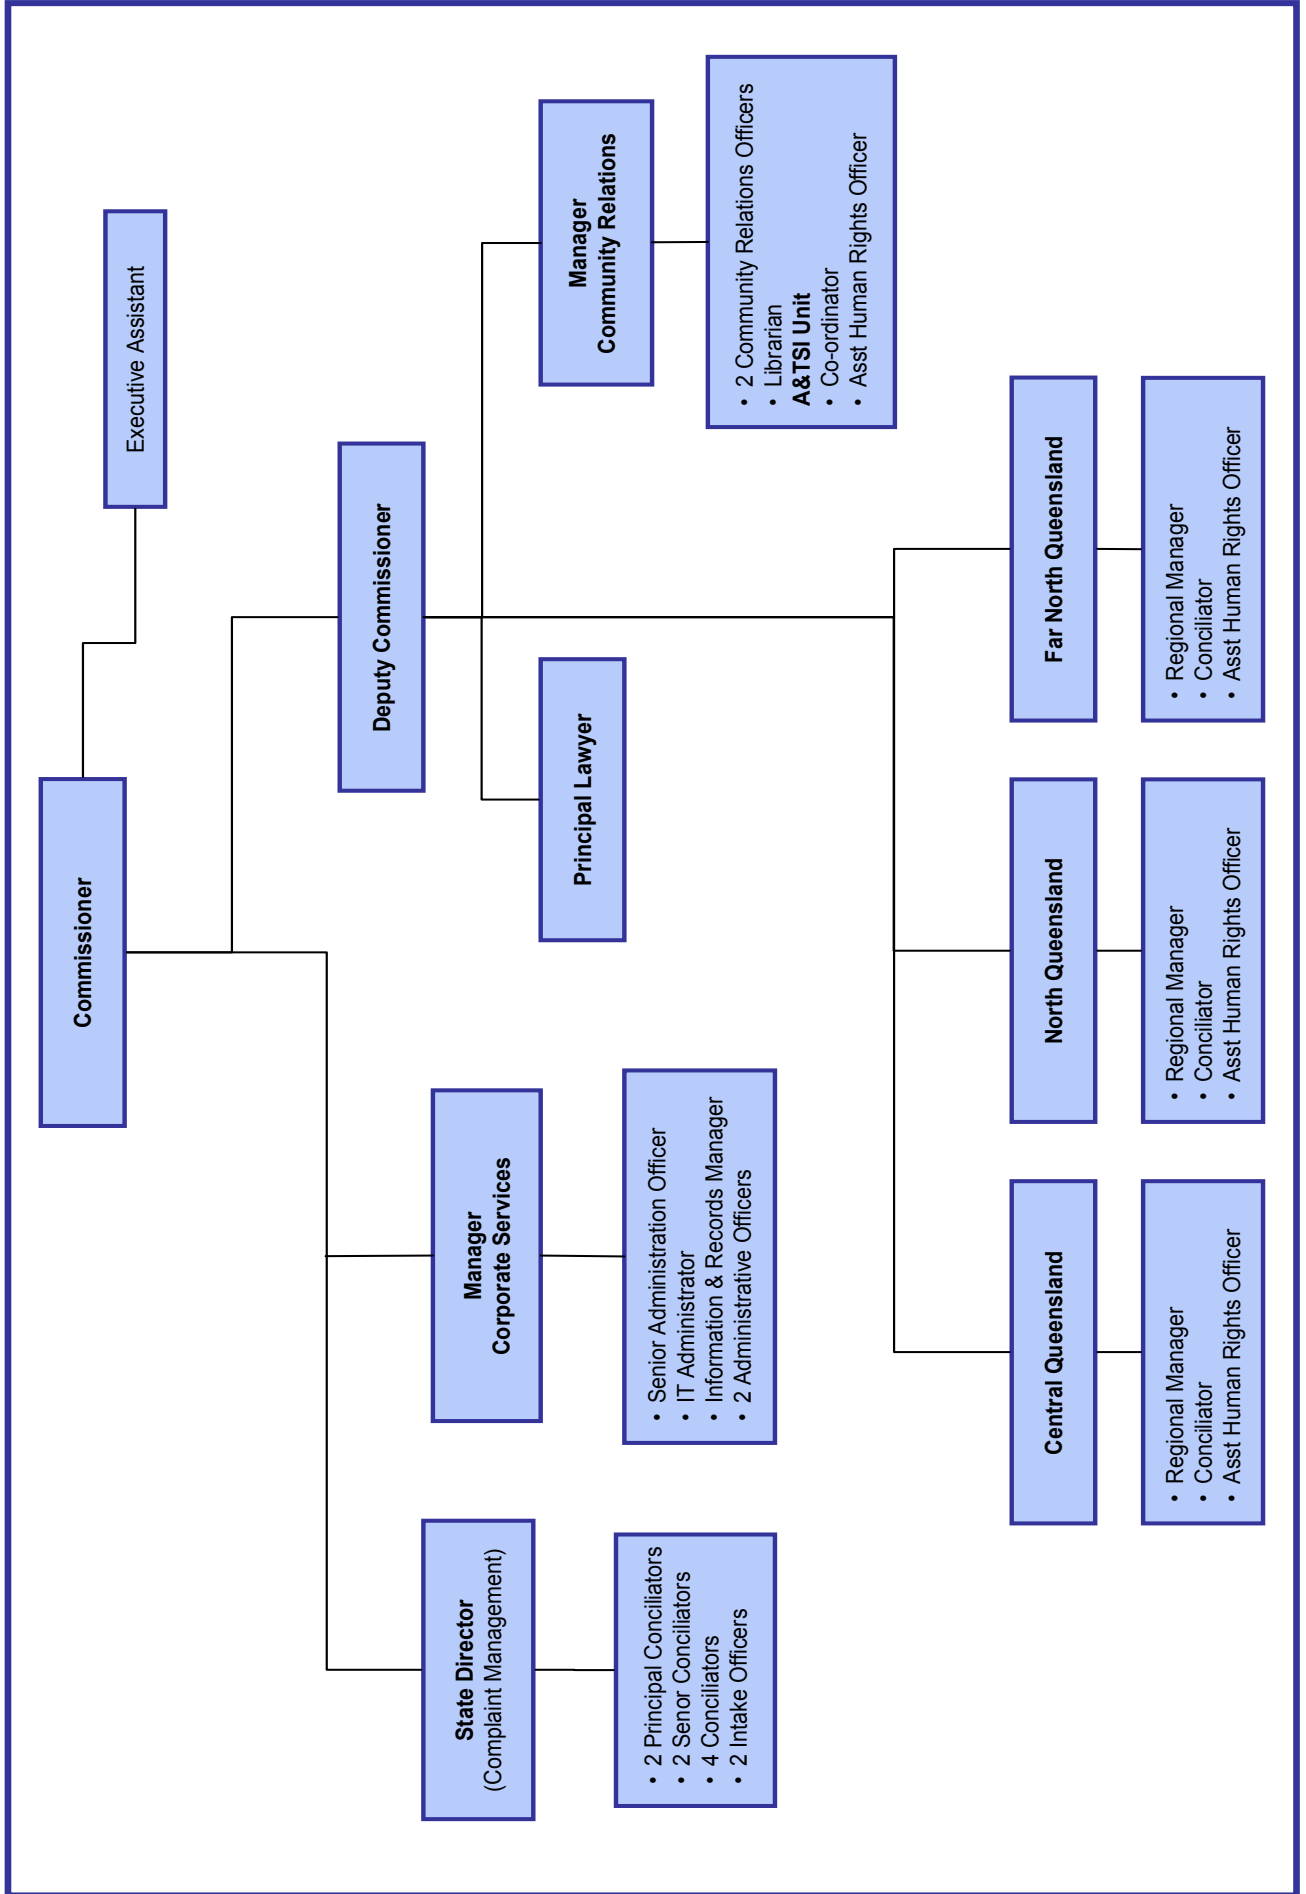 Commissioner
Executive Assistant
Deputy Commissioner
State Director
(Complaint Management)
• 2 Principal Conciliators
• 2 Senor Conciliators
• 4 Conciliators
• 2 Intake Officers
Manager
Corporate Services
• Senior Administration Officer
• IT Administrator
• Information & Records Manager
• 2 Administrative Officers
Principal Lawyer
Manager
Community Relations
• 2 Community Relations Officers
• Librarian
A&TSI Unit
• Co-ordinator
• Asst Human Rights Officer
Central Queensland
• Regional Manager
• Conciliator
• Asst Human Rights Officer
North Queensland
• Regional Manager
• Conciliator
• Asst Human Rights Officer
Far North Queensland
• Regional Manager
• Conciliator
• Asst Human Rights Officer